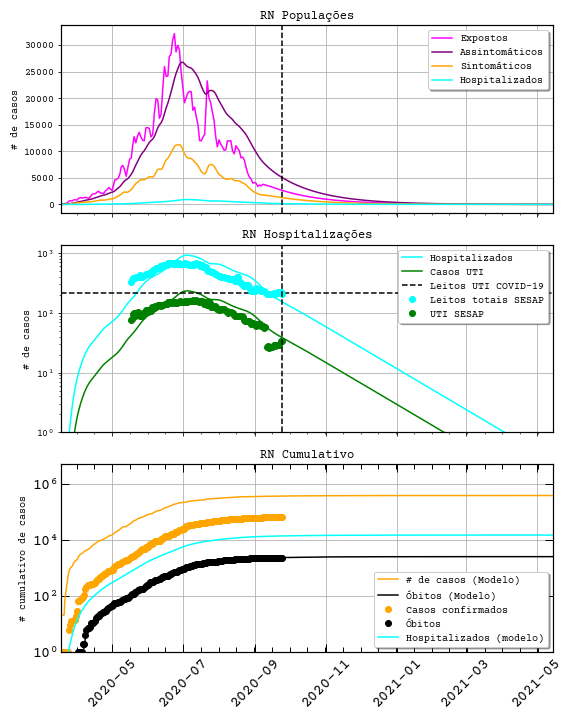 RN Populações
# de casos
30000
25000
20000
15000
10000
5000
0
Expostos
Assintomáticos
Sintomáticos
Hospitalizados
RN Hospitalizações
# de casos
10³
10²
10¹
10⁰
Hospitalizados
Casos UTI
Leitos UTI COVID-19
Leitos totais SESAP
UTI SESAP
RN Cumulativo
# cumulativo de casos
10⁶
10⁴
10²
10⁰
# de casos (Modelo)
Óbitos (Modelo)
Casos confirmados
Óbitos
Hospitalizados (modelo)
2020-05
2020-07
2020-09
2020-11
2021-01
2021-03
2021-05